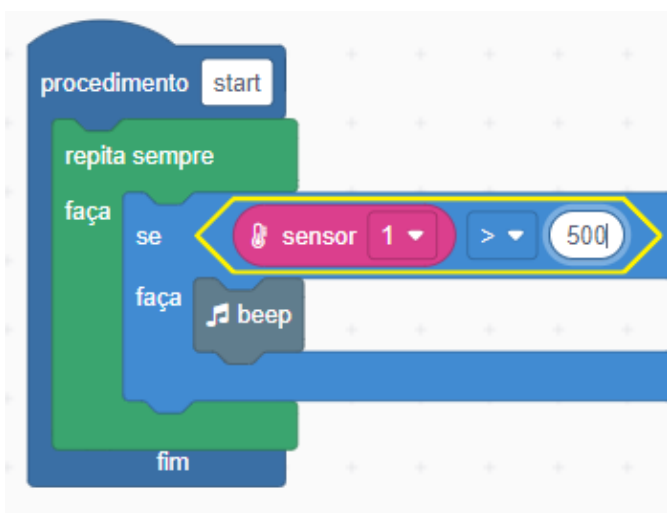 procedimento start
repita sempre
faça
se sensor 1 > 500
faça
beep
fim